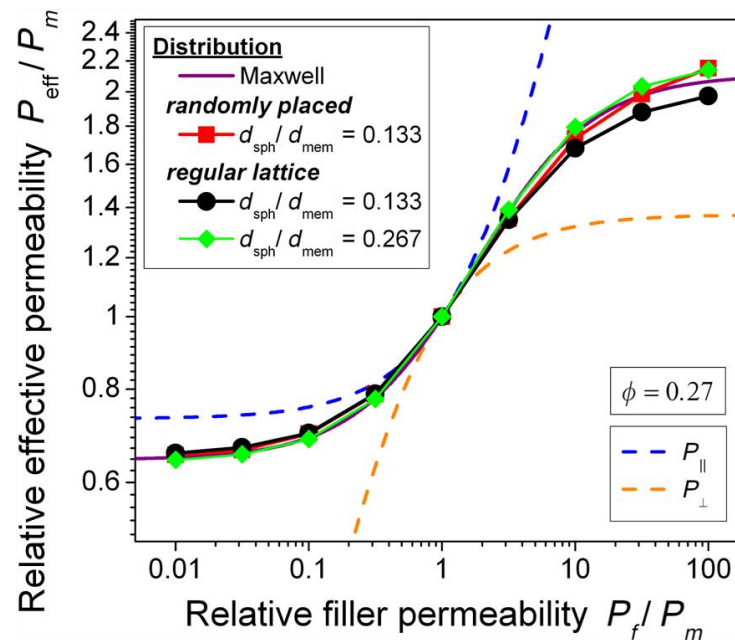 Relative effective permeability P_eff / P_m
2.4
2.2
2
1.8
1.6
1.4
1.2
1
0.8
0.6
Distribution
Maxwell
randomly placed
d_sph / d_mem = 0.133
regular lattice
d_sph / d_mem = 0.133
d_sph / d_mem = 0.267
ϕ = 0.27
P_||
P_⊥
0.01 0.1 1 10 100
Relative filler permeability P_f / P_m